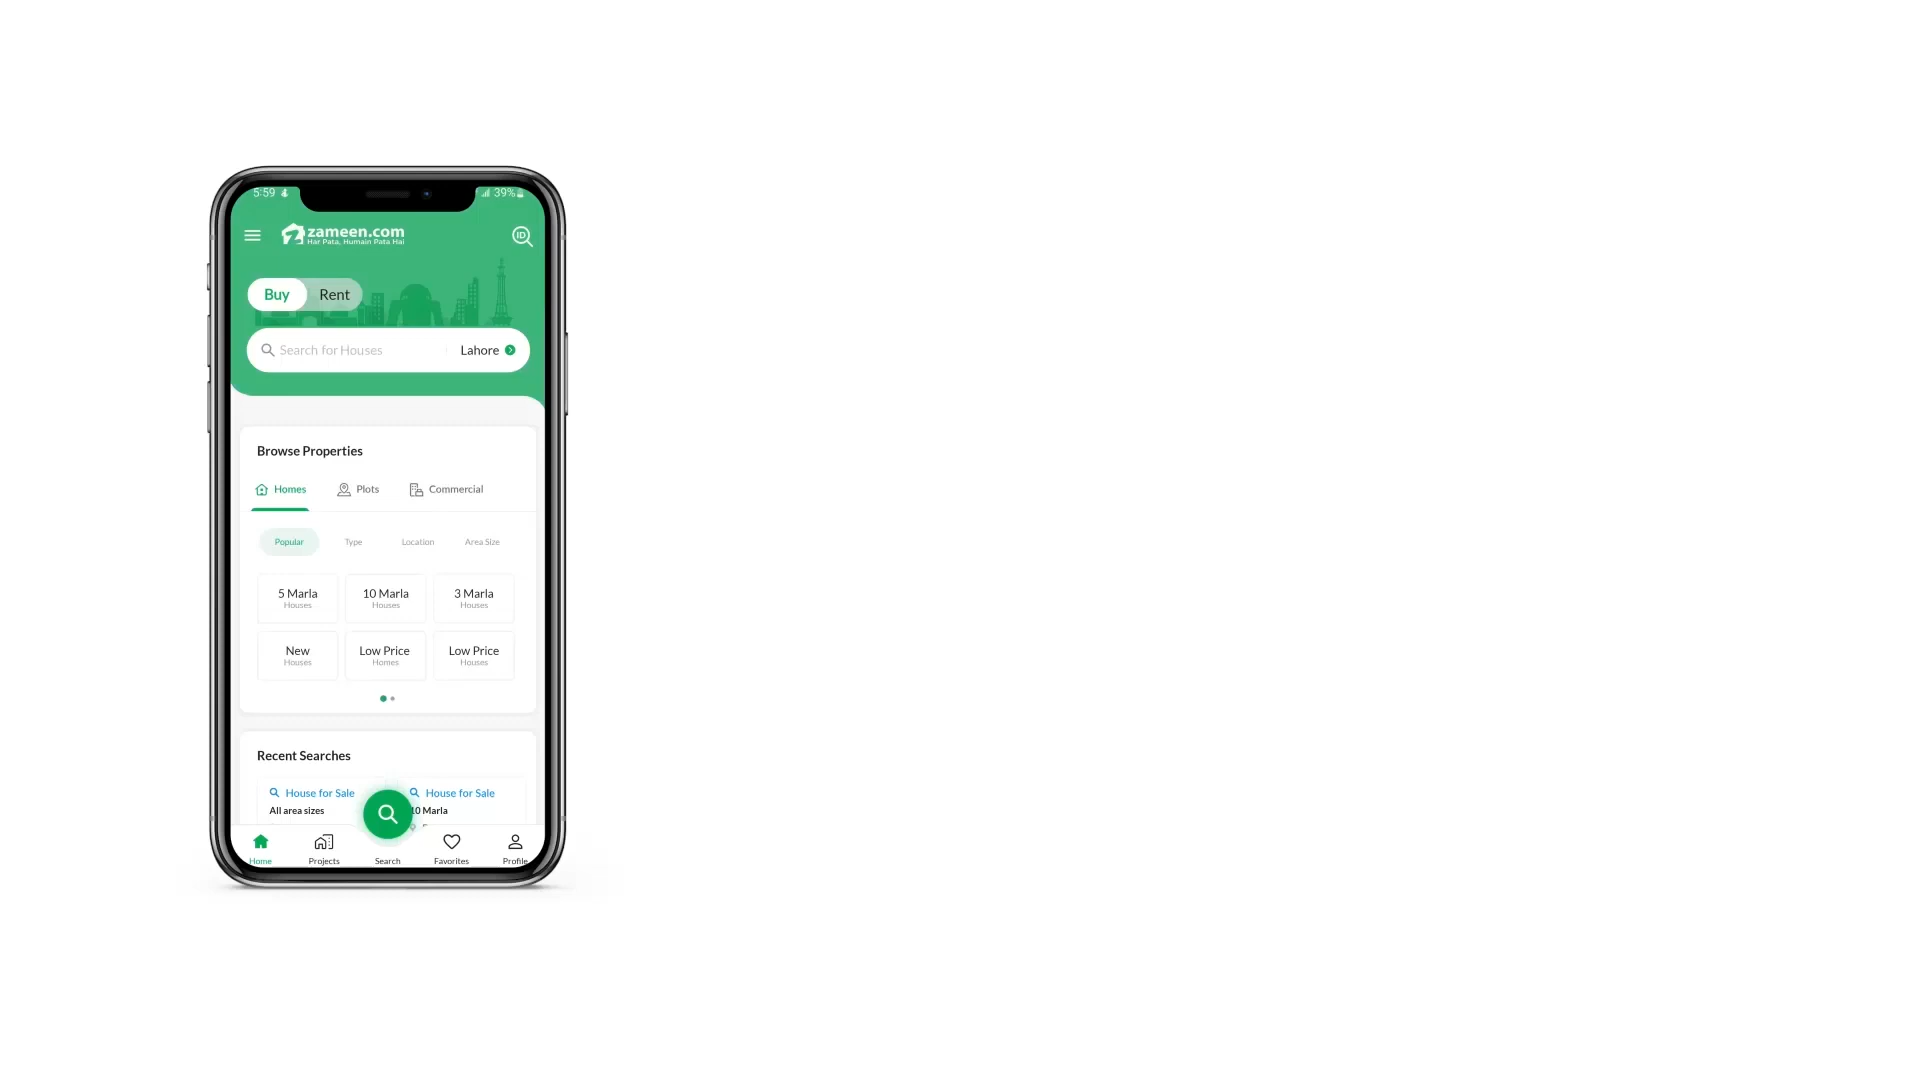 5:59
39%
zameen.com
Har Pata, Humain Pata Hai
ID
Buy Rent
Search for Houses Lahore
Browse Properties
Homes Plots Commercial
Popular Type Location Area Size
5 Marla 10 Marla 3 Marla
Houses Houses Houses
New Low Price Low Price
Houses Homes Houses
Recent Searches
House for Sale House for Sale
All area sizes 10 Marla
Home Projects Search Favorites Profile